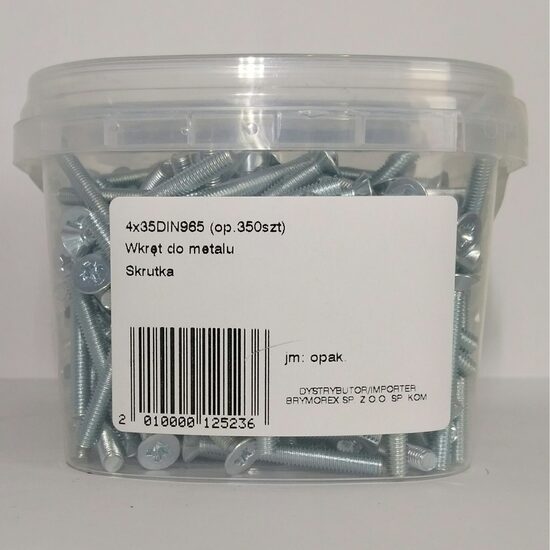 4x35DIN965 (op.350szt)
Wkręt do metalu
Skrutka
jm: opak.
DYSTRYBUTOR/IMPORTER
BRYMOREX SP. Z O.O. SP. KOM
2 010000 125236